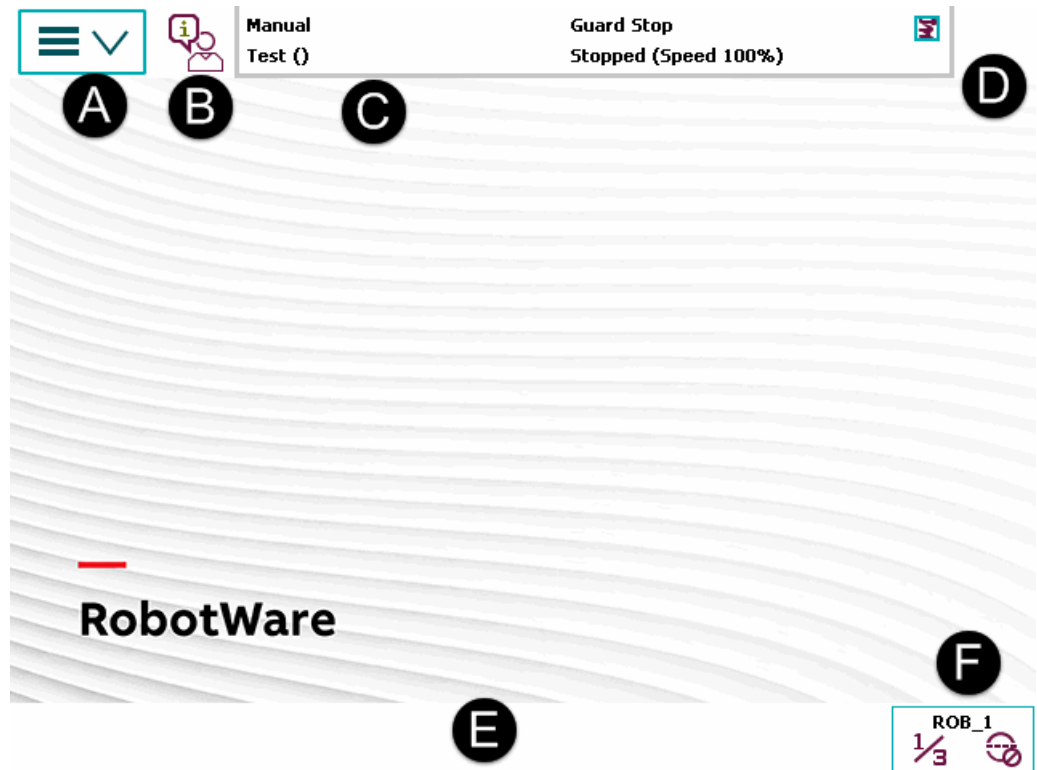 Manual
Guard Stop
Test ()
Stopped (Speed 100%)
A
B
C
D
RobotWare
E
F
ROB_1
1/3